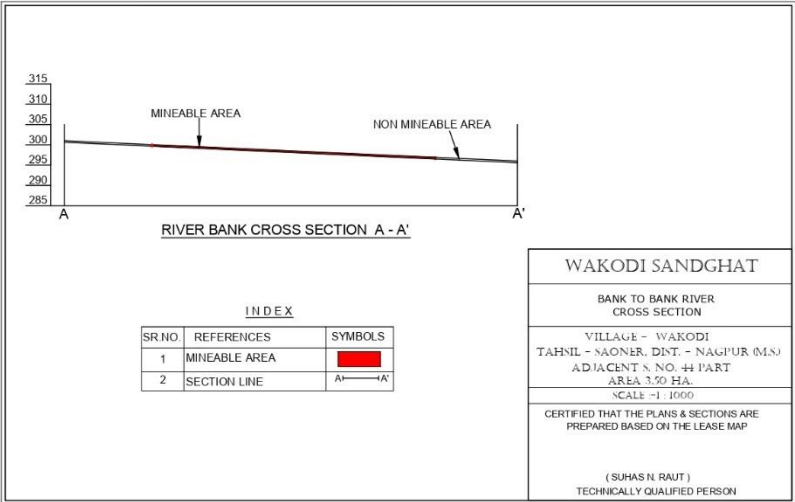 315
310
305
300
295
290
285
MINEABLE AREA
NON MINEABLE AREA
A
A'
RIVER BANK CROSS SECTION A - A'
INDEX
SR.NO. REFERENCES SYMBOLS
1 MINEABLE AREA
2 SECTION LINE A A'
WAKODI SANDGHAT
BANK TO BANK RIVER
CROSS SECTION
VILLAGE - WAKODI
TAHSIL - SAONER, DIST. - NAGPUR (M.S.)
ADJACENT S. NO. 44 PART
AREA 3.50 HA.
SCALE :-1 : 1000
CERTIFIED THAT THE PLANS & SECTIONS ARE
PREPARED BASED ON THE LEASE MAP
( SUHAS N. RAUT )
TECHNICALLY QUALIFIED PERSON